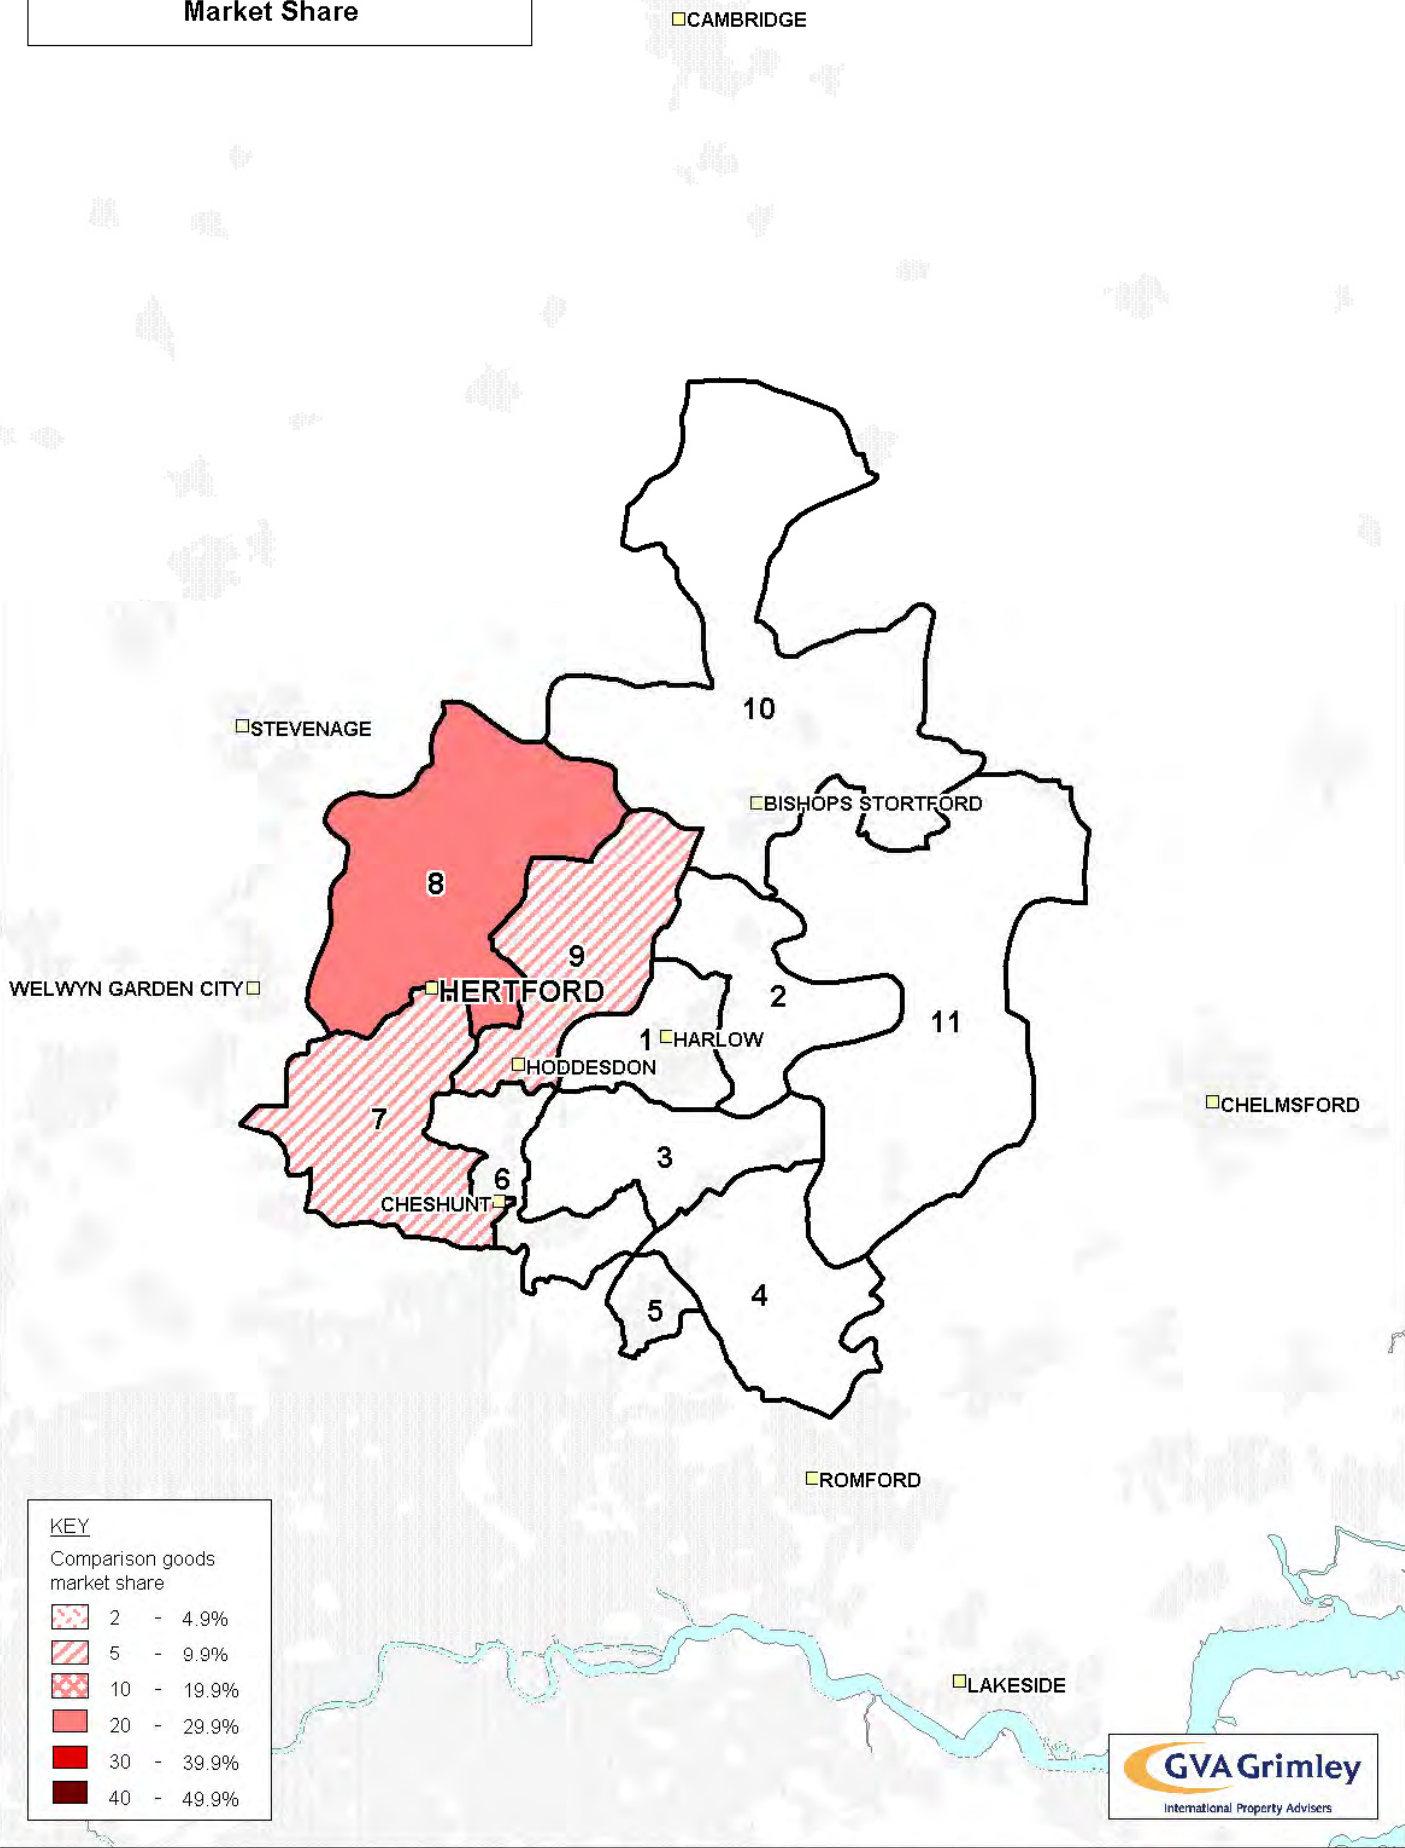 Market Share
CAMBRIDGE
10
STEVENAGE
BISHOPS STORTFORD
8
9
WELWYN GARDEN CITY
HERTFORD
2
11
1
HARLOW
HODDESDON
CHELMSFORD
7
3
6
CHESHUNT
4
5
ROMFORD
KEY
Comparison goods
market share
2 - 4.9%
5 - 9.9%
10 - 19.9%
20 - 29.9%
30 - 39.9%
40 - 49.9%
LAKESIDE
GVA Grimley
International Property Advisers